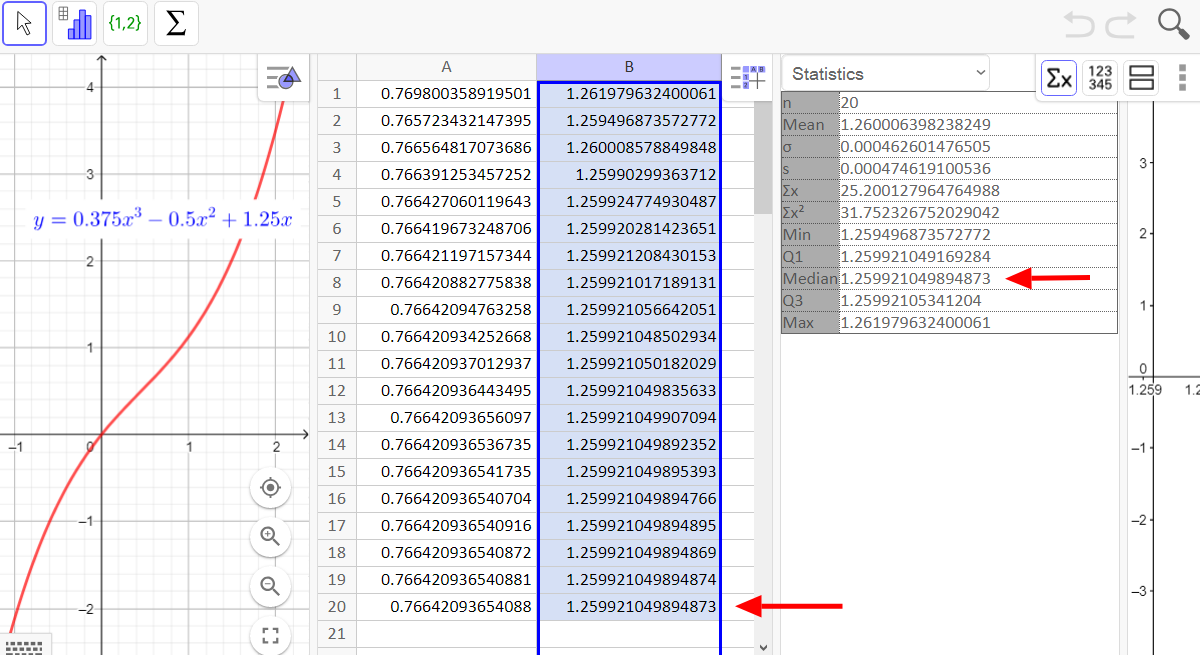 {1,2} Σ
Statistics
Σx 123 345
A B
1 0.769800358919501 1.261979632400061
2 0.765723432147395 1.259496873572772
3 0.766564817073686 1.260008578849848
4 0.766391253457252 1.25990299363712
5 0.766427060119643 1.259924774930487
6 0.766419673248706 1.259920281423651
7 0.766421197157344 1.259921208430153
8 0.766420882775838 1.259921017189131
9 0.76642094763258 1.259921056642051
10 0.766420934252668 1.259921048502934
11 0.766420937012937 1.259921050182029
12 0.766420936443495 1.259921049835633
13 0.76642093656097 1.259921049907094
14 0.766420936536735 1.259921049892352
15 0.766420936541735 1.259921049895393
16 0.766420936540704 1.259921049894766
17 0.766420936540916 1.259921049894895
18 0.766420936540872 1.259921049894869
19 0.766420936540881 1.259921049894874
20 0.76642093654088 1.259921049894873
21
n 20
Mean 1.260006398238249
σ 0.000462601476505
s 0.000474619100536
Σx 25.200127964764988
Σx² 31.752326752029042
Min 1.259496873572772
Q1 1.259921049169284
Median 1.259921049894873
Q3 1.25992105341204
Max 1.261979632400061
y = 0.375x³ − 0.5x² + 1.25x
4
3
2
1
−1 0 1 2
−1
−2
3
2
1
0
1.259 1.2
−1
−2
−3